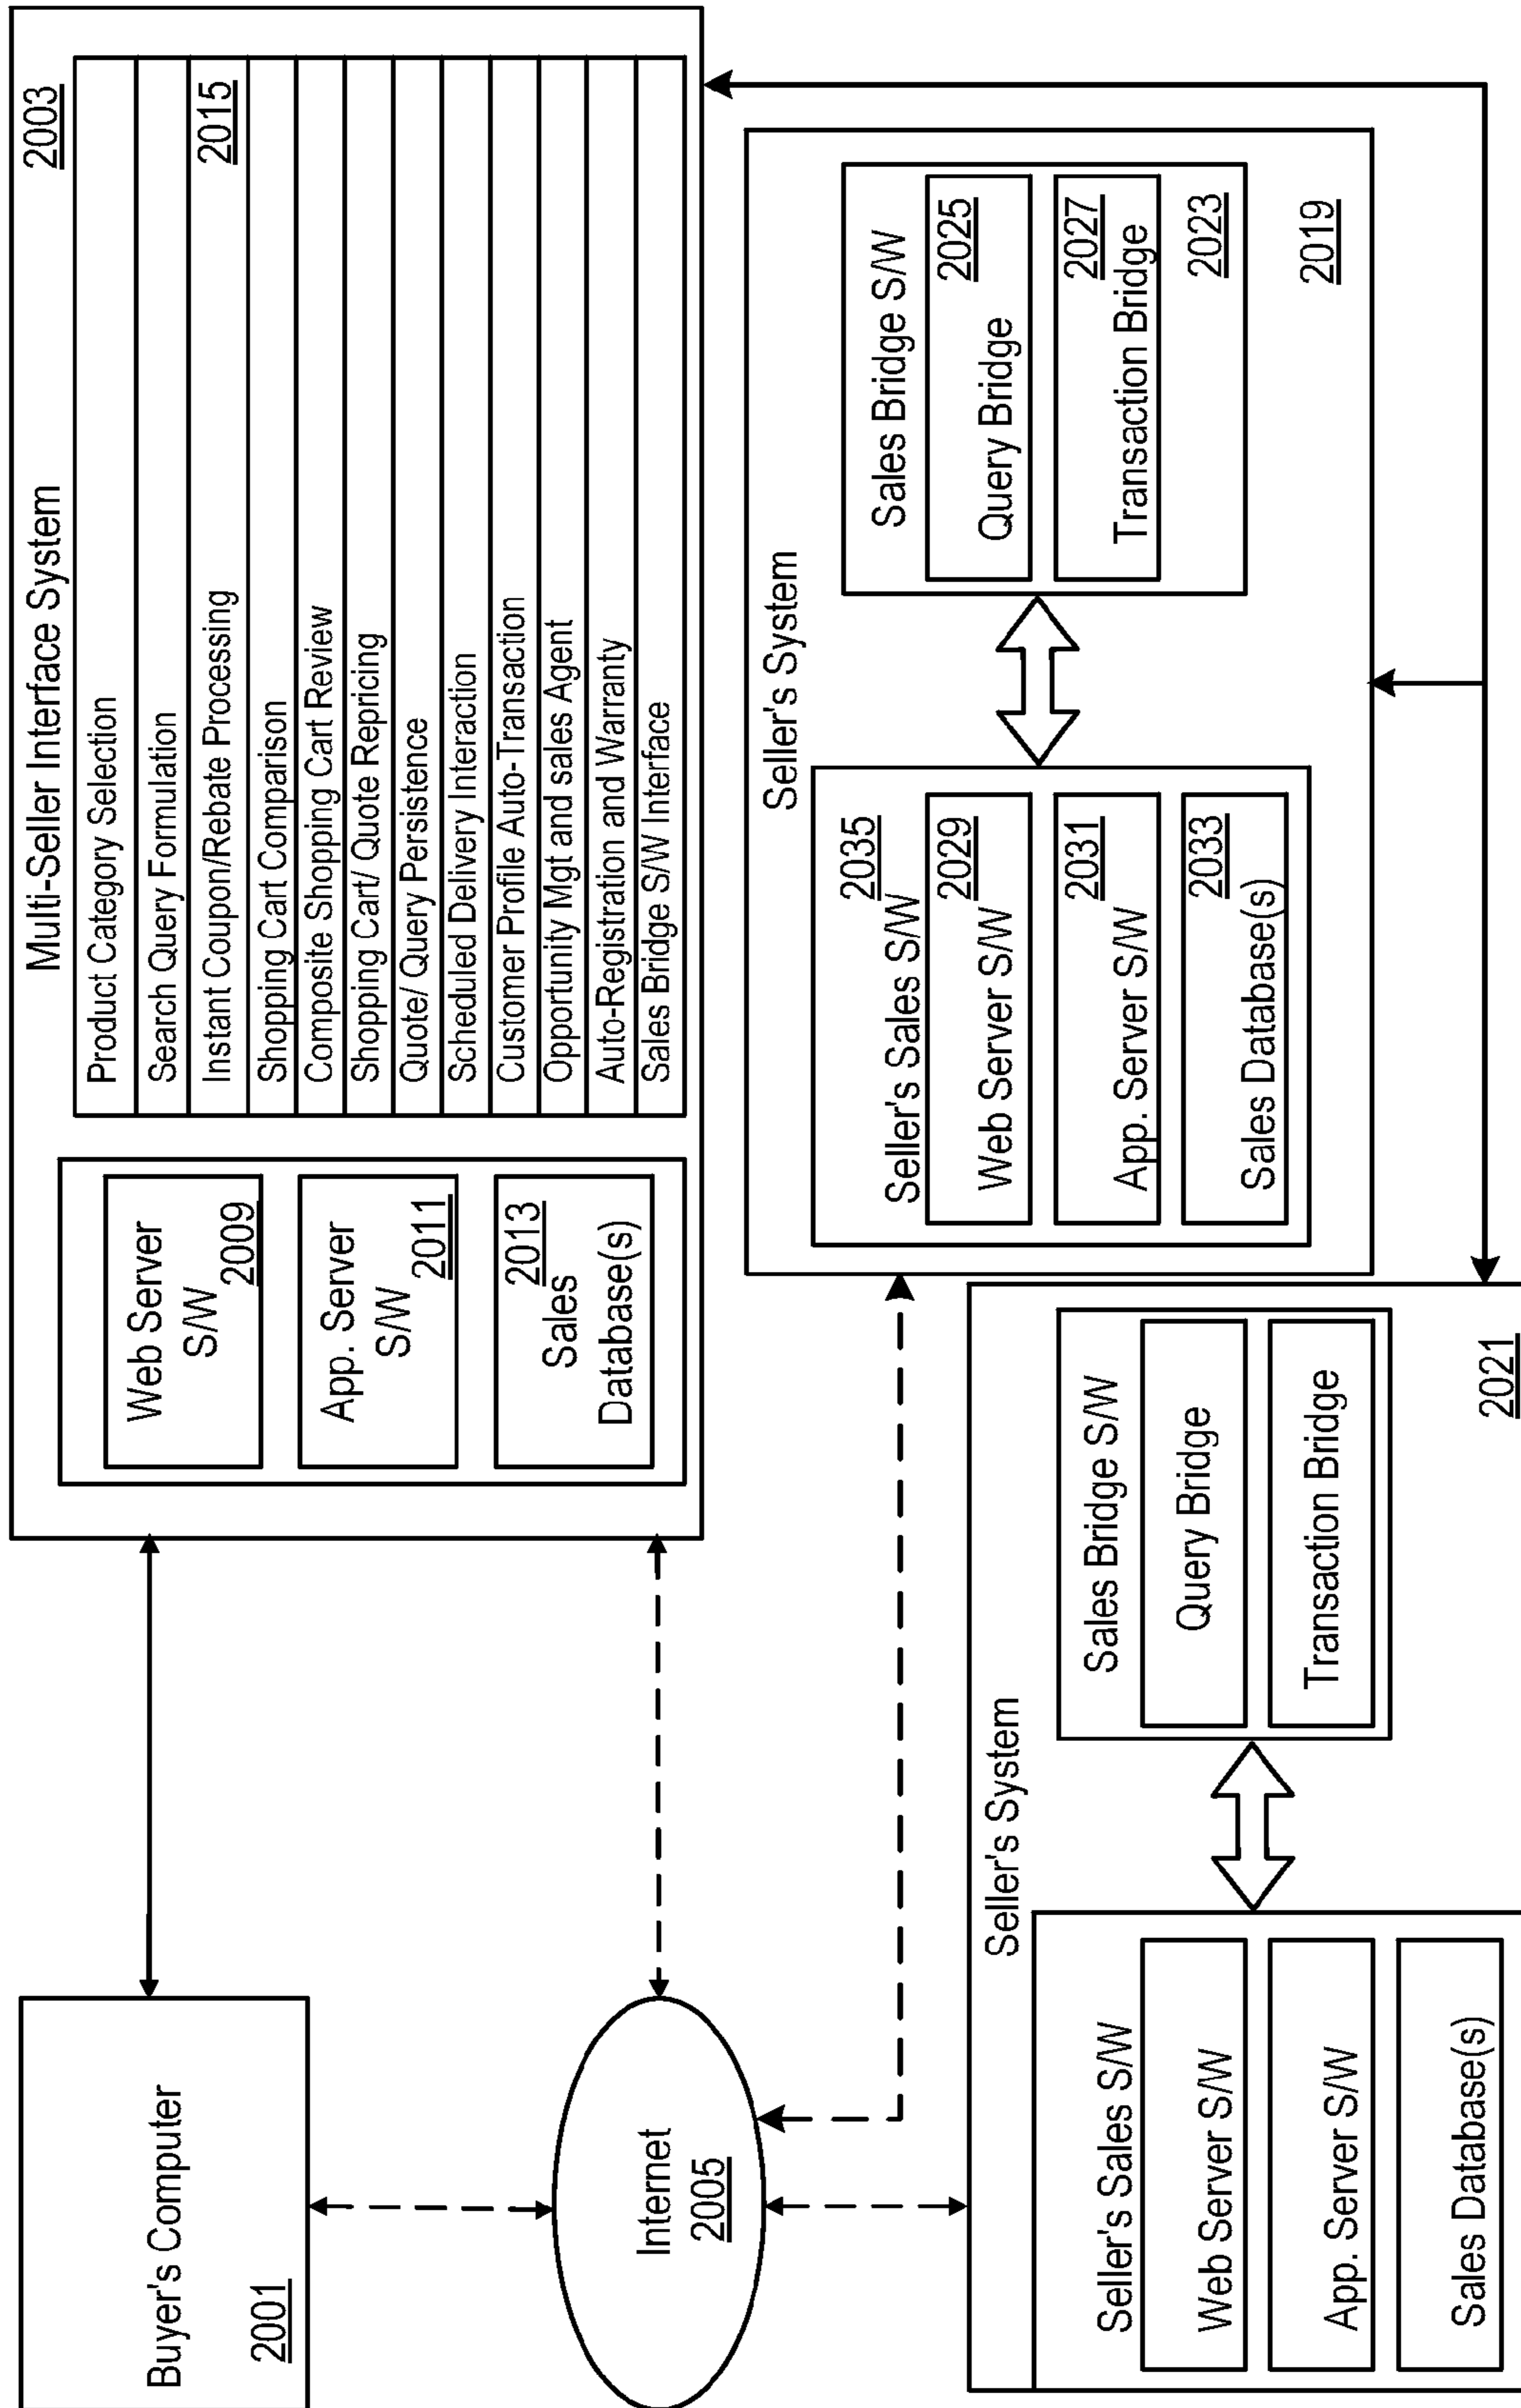 Buyer's Computer
2001
Internet
2005
Multi-Seller Interface System
2003
Web Server
S/W
2009
App. Server
S/W
2011
2013
Sales
Database(s)
Product Category Selection
Search Query Formulation
Instant Coupon/Rebate Processing
2015
Shopping Cart Comparison
Composite Shopping Cart Review
Shopping Cart/ Quote Repricing
Quote/ Query Persistence
Scheduled Delivery Interaction
Customer Profile Auto-Transaction
Opportunity Mgt and sales Agent
Auto-Registration and Warranty
Sales Bridge S/W Interface
Seller's System
2035
Seller's Sales S/W
2029
Web Server S/W
2031
App. Server S/W
2033
Sales Database(s)
Sales Bridge S/W
2025
Query Bridge
2027
Transaction Bridge
2023
2019
Seller's System
Seller's Sales S/W
Web Server S/W
App. Server S/W
Sales Database(s)
Sales Bridge S/W
Query Bridge
Transaction Bridge
2021